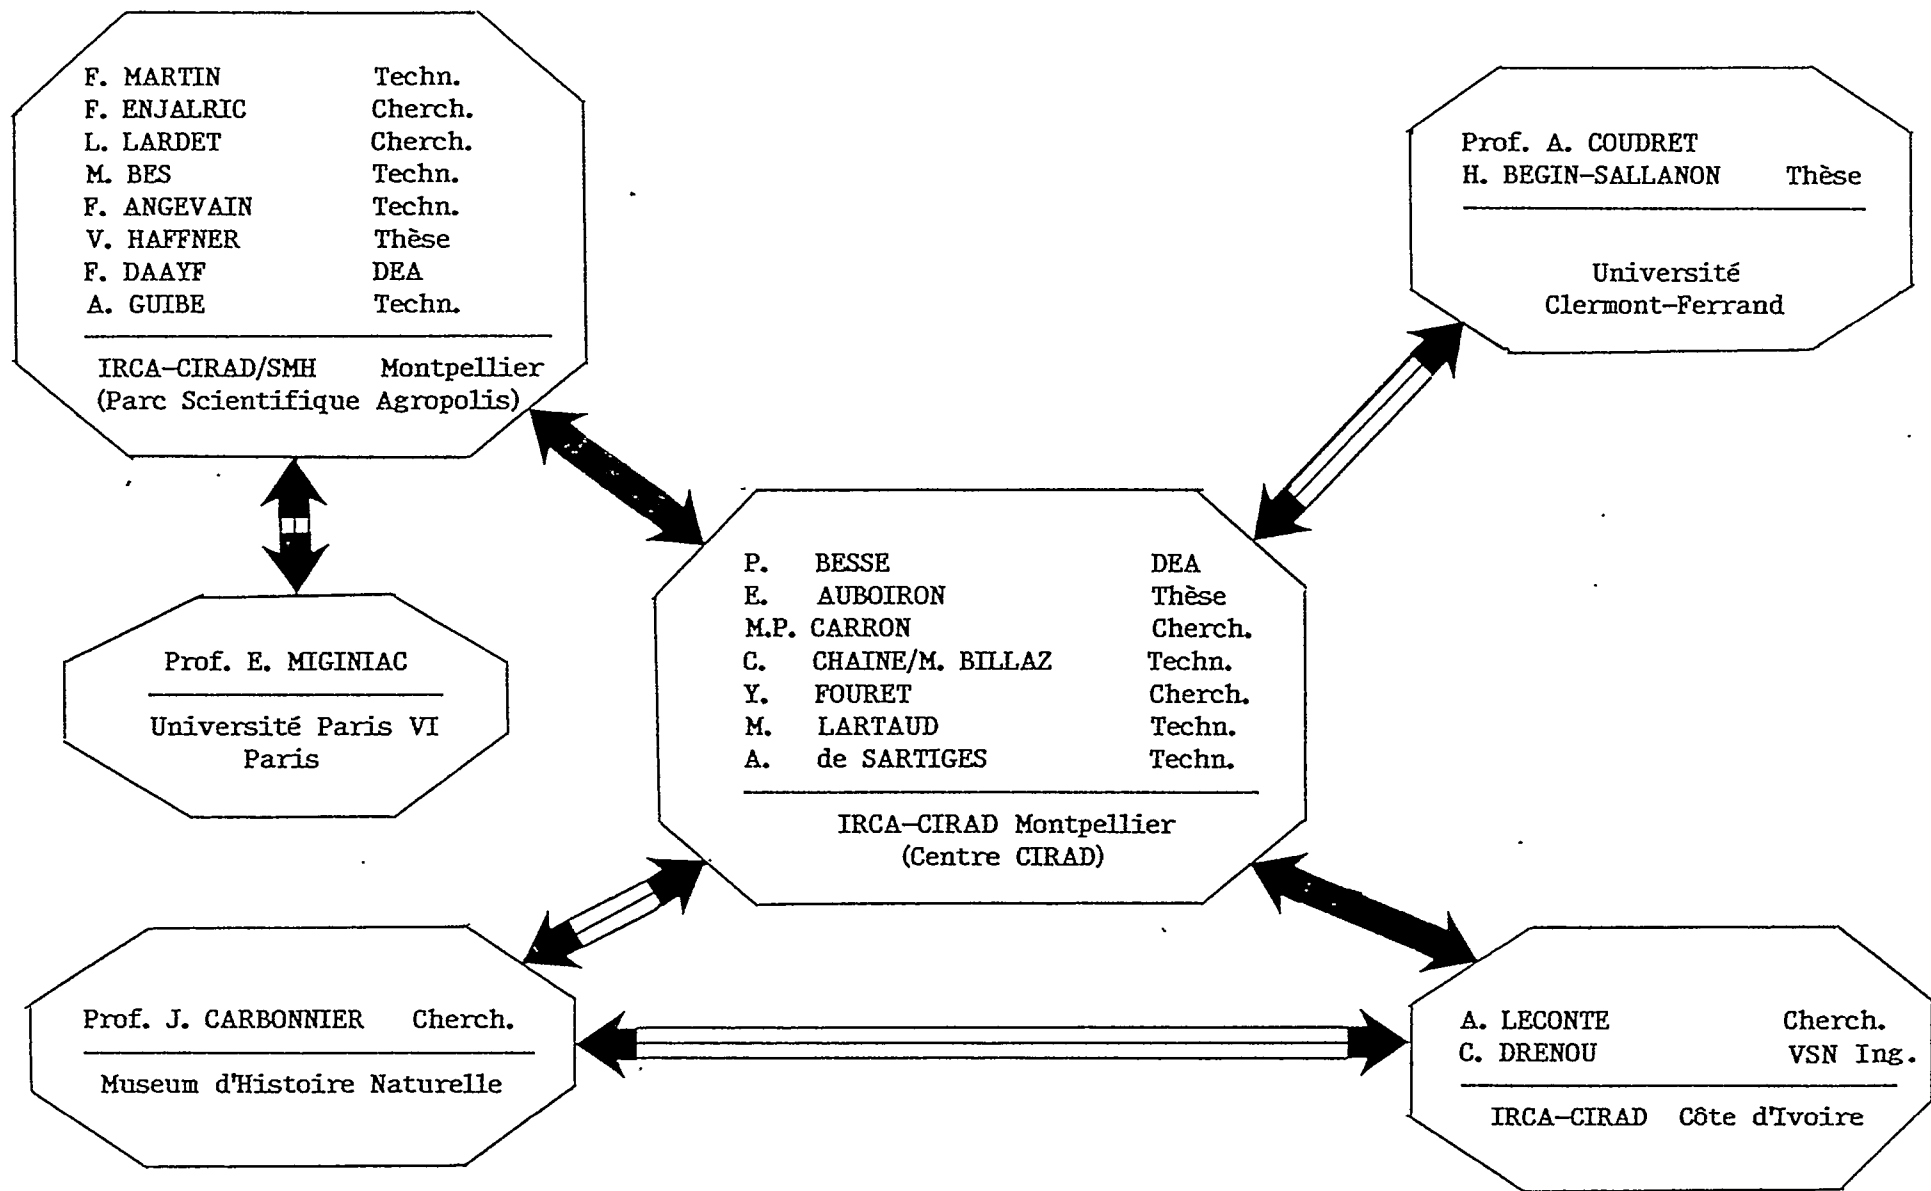 F. MARTIN Techn.
F. ENJALRIC Cherch.
L. LARDET Cherch.
M. BES Techn.
F. ANGEVAIN Techn.
V. HAFFNER Thèse
F. DAAYF DEA
A. GUIBE Techn.
IRCA-CIRAD/SMH Montpellier
(Parc Scientifique Agropolis)
Prof. A. COUDRET
H. BEGIN-SALLANON Thèse
Université
Clermont-Ferrand
Prof. E. MIGINIAC
Université Paris VI
Paris
P. BESSE DEA
E. AUBOIRON Thèse
M.P. CARRON Cherch.
C. CHAINE/M. BILLAZ Techn.
Y. FOURET Cherch.
M. LARTAUD Techn.
A. de SARTIGES Techn.
IRCA-CIRAD Montpellier
(Centre CIRAD)
Prof. J. CARBONNIER Cherch.
Museum d'Histoire Naturelle
A. LECONTE Cherch.
C. DRENOU VSN Ing.
IRCA-CIRAD Côte d'Ivoire